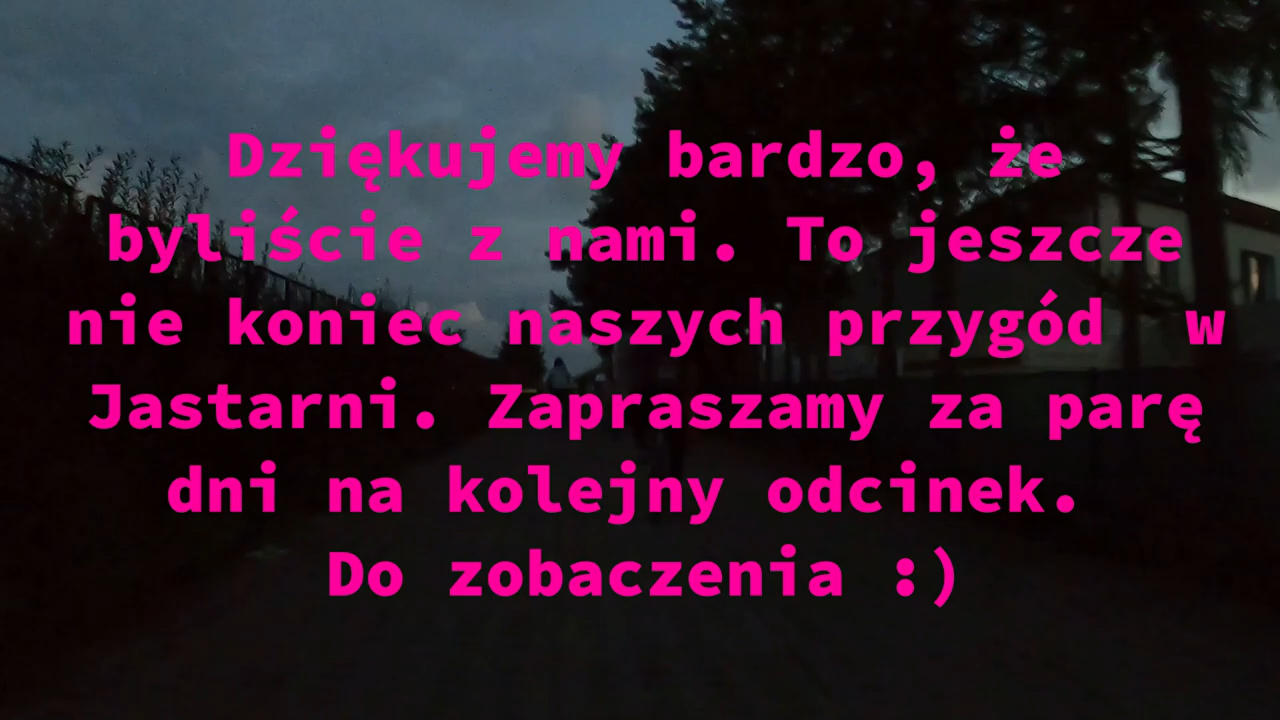 Dziękujemy bardzo, że
byliście z nami. To jeszcze
nie koniec naszych przygód  w
Jastarni. Zapraszamy za parę
dni na kolejny odcinek.
Do zobaczenia :)